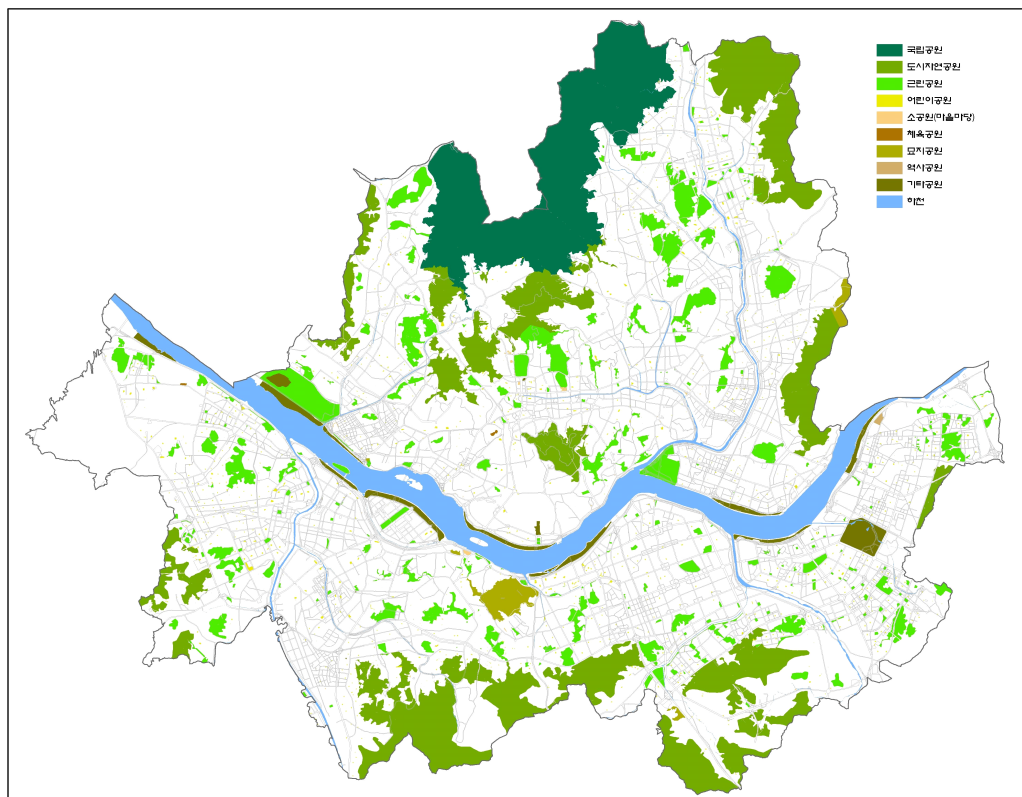 국립공원
도시자연공원
근린공원
어린이공원
소공원(마을마당)
체육공원
묘지공원
역사공원
기타공원
하천